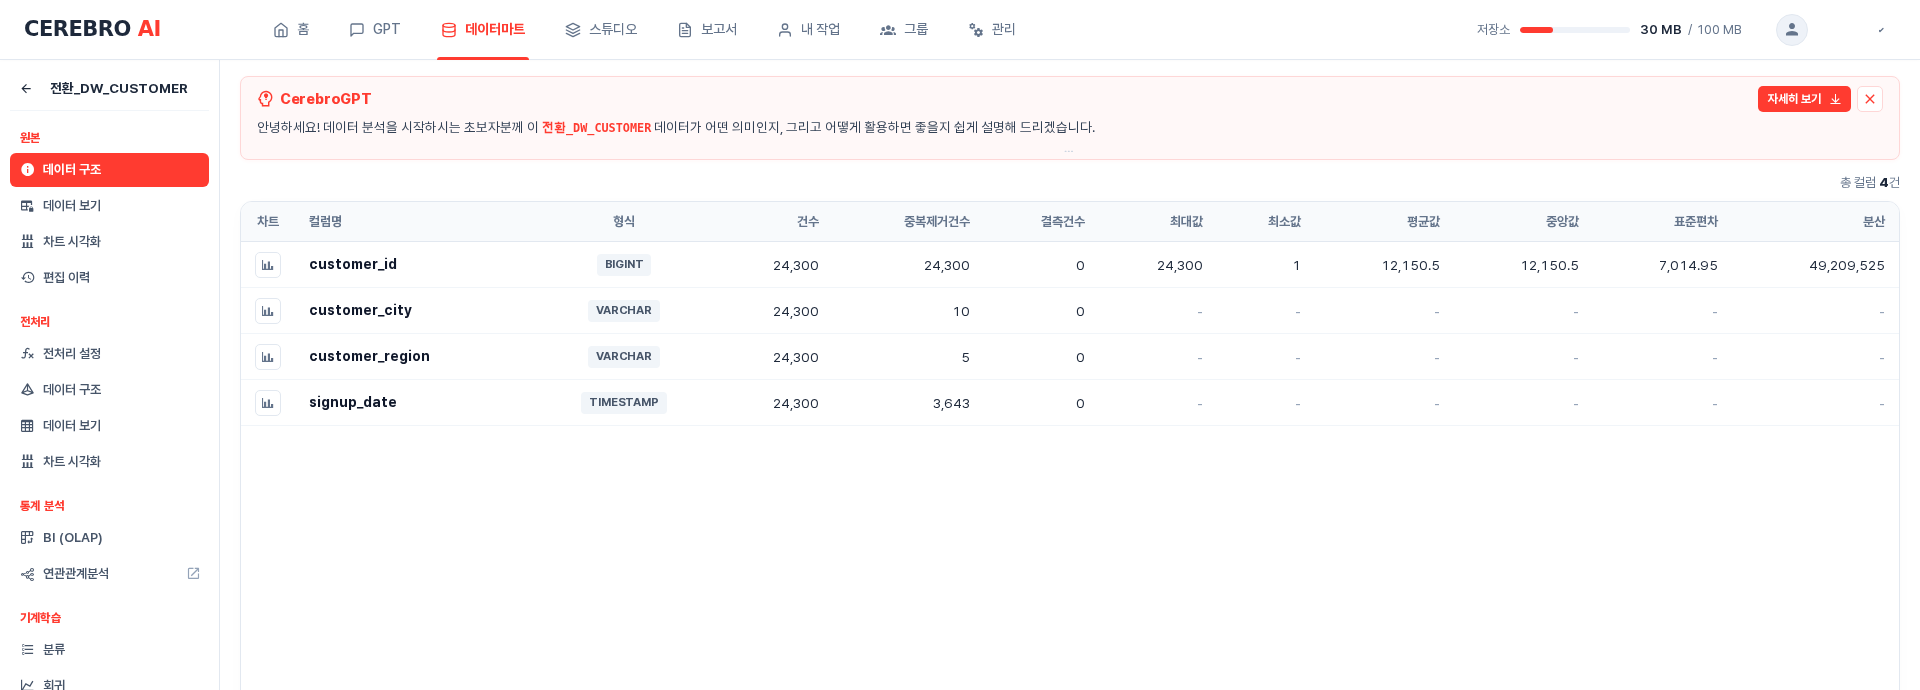 CEREBRO AI
홈
GPT
데이터마트
스튜디오
보고서
내 작업
그룹
관리
저장소
30 MB / 100 MB
전환_DW_CUSTOMER
원본
데이터 구조
데이터 보기
차트 시각화
편집 이력
전처리
전처리 설정
데이터 구조
데이터 보기
차트 시각화
통계 분석
BI (OLAP)
연관관계분석
기계학습
분류
회귀
CerebroGPT
자세히 보기
안녕하세요! 데이터 분석을 시작하시는 초보자분께 이 전환_DW_CUSTOMER 데이터가 어떤 의미인지, 그리고 어떻게 활용하면 좋을지 쉽게 설명해 드리겠습니다.
...
총 컬럼 4건
차트 컬럼명 형식 건수 중복제거건수 결측건수 최대값 최소값 평균값 중앙값 표준편차 분산
customer_id BIGINT 24,300 24,300 0 24,300 1 12,150.5 12,150.5 7,014.95 49,209,525
customer_city VARCHAR 24,300 10 0 - - - - - -
customer_region VARCHAR 24,300 5 0 - - - - - -
signup_date TIMESTAMP 24,300 3,643 0 - - - - - -